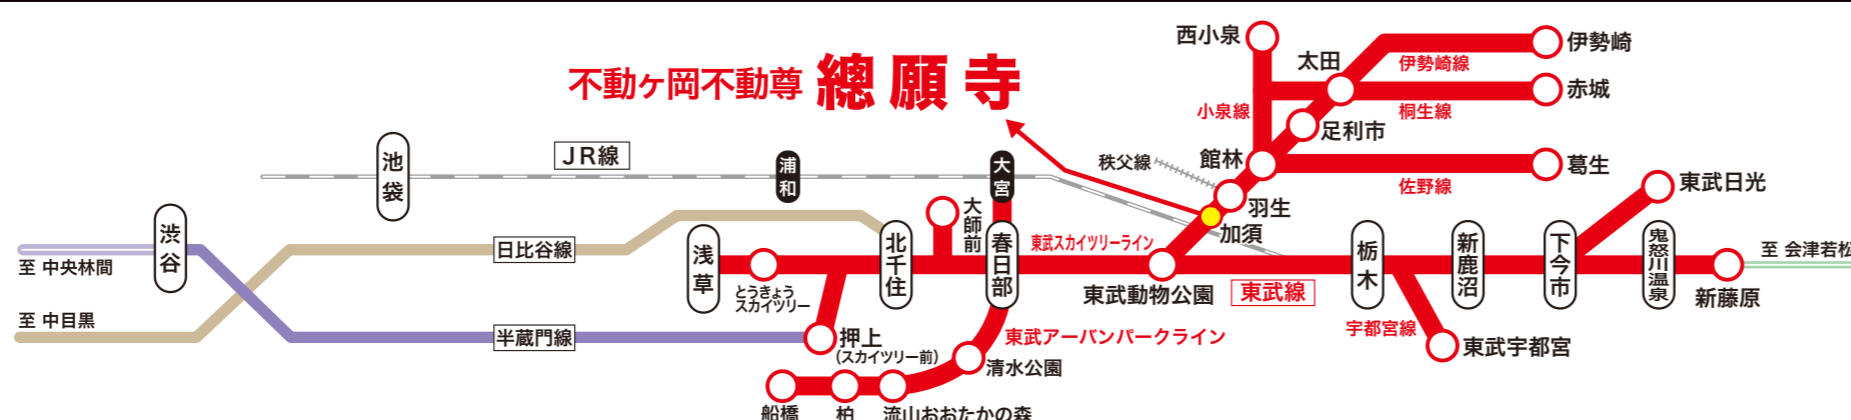 不動ヶ岡不動尊 總願寺
西小泉
太田
伊勢崎
伊勢崎線
赤城
小泉線
桐生線
足利市
JR線
池袋
浦和
大宮
秩父線
館林
葛生
佐野線
羽生
加須
東武日光
渋谷
至 中央林間
日比谷線
浅草
とうきょう
スカイツリー
北千住
大師前
春日部
東武スカイツリーライン
東武動物公園
東武線
栃木
新鹿沼
下今市
鬼怒川温泉
新藤原
至 会津若松
至 中目黒
半蔵門線
押上
(スカイツリー前)
東武アーバンパークライン
宇都宮線
東武宇都宮
清水公園
船橋
柏
流山おおたかの森